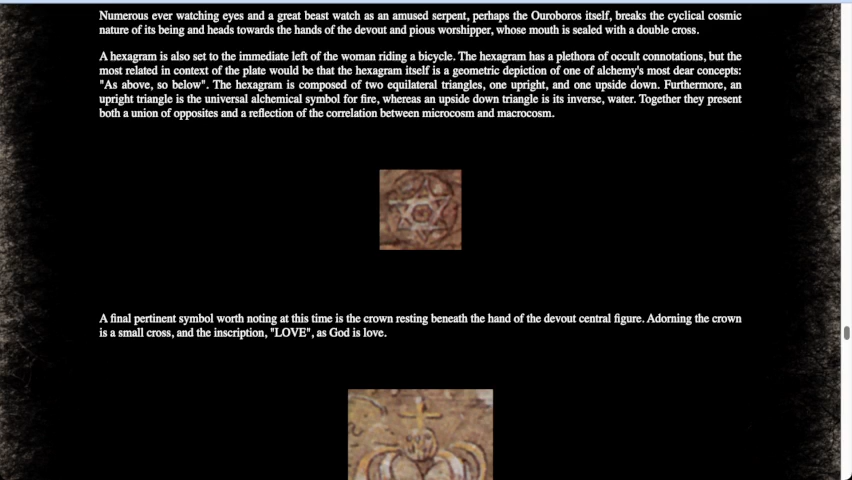 Numerous ever watching eyes and a great beast watch as an amused serpent, perhaps the Ouroboros itself, breaks the cyclical cosmic
nature of its being and heads towards the hands of the devout and pious worshipper, whose mouth is sealed with a double cross.
A hexagram is also set to the immediate left of the woman riding a bicycle. The hexagram has a plethora of occult connotations, but the
most related in context of the plate would be that the hexagram itself is a geometric depiction of one of alchemy's most dear concepts:
"As above, so below". The hexagram is composed of two equilateral triangles, one upright, and one upside down. Furthermore, an
upright triangle is the universal alchemical symbol for fire, whereas an upside down triangle is its inverse, water. Together they present
both a union of opposites and a reflection of the correlation between microcosm and macrocosm.
A final pertinent symbol worth noting at this time is the crown resting beneath the hand of the devout central figure. Adorning the crown
is a small cross, and the inscription, "LOVE", as God is love.